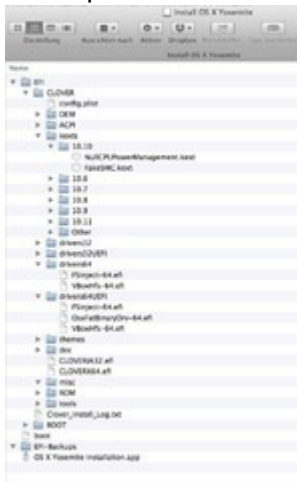 Install OS X Yosemite
Darstellung Ausrichten nach Aktion Dropbox
Install OS X Yosemite
Name
EFI
CLOVER
config.plist
OEM
ACPI
kexts
10.10
NullCPUPowerManagement.kext
FakeSMC.kext
10.6
10.7
10.8
10.9
10.11
Other
drivers32
drivers32UEFI
drivers64
FSInject-64.efi
VBoxHfs-64.efi
drivers64UEFI
FSInject-64.efi
OsxFatBinaryDrv-64.efi
VBoxHfs-64.efi
themes
doc
CLOVERIA32.efi
CLOVERX64.efi
misc
ROM
tools
Clover_Install_Log.txt
BOOT
boot
EFI-Backups
OS X Yosemite Installation.app